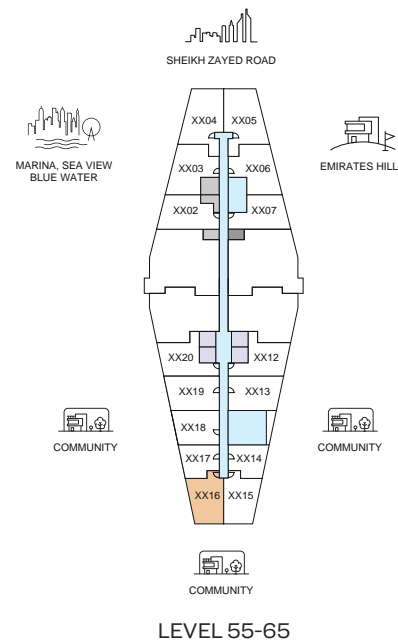 SHEIKH ZAYED ROAD
MARINA, SEA VIEW
BLUE WATER
EMIRATES HILL
XX04 XX05
XX03 XX06
XX02 XX07
XX20 XX12
XX19 XX13
XX18
XX17 XX14
XX16 XX15
COMMUNITY
COMMUNITY
COMMUNITY
LEVEL 55-65